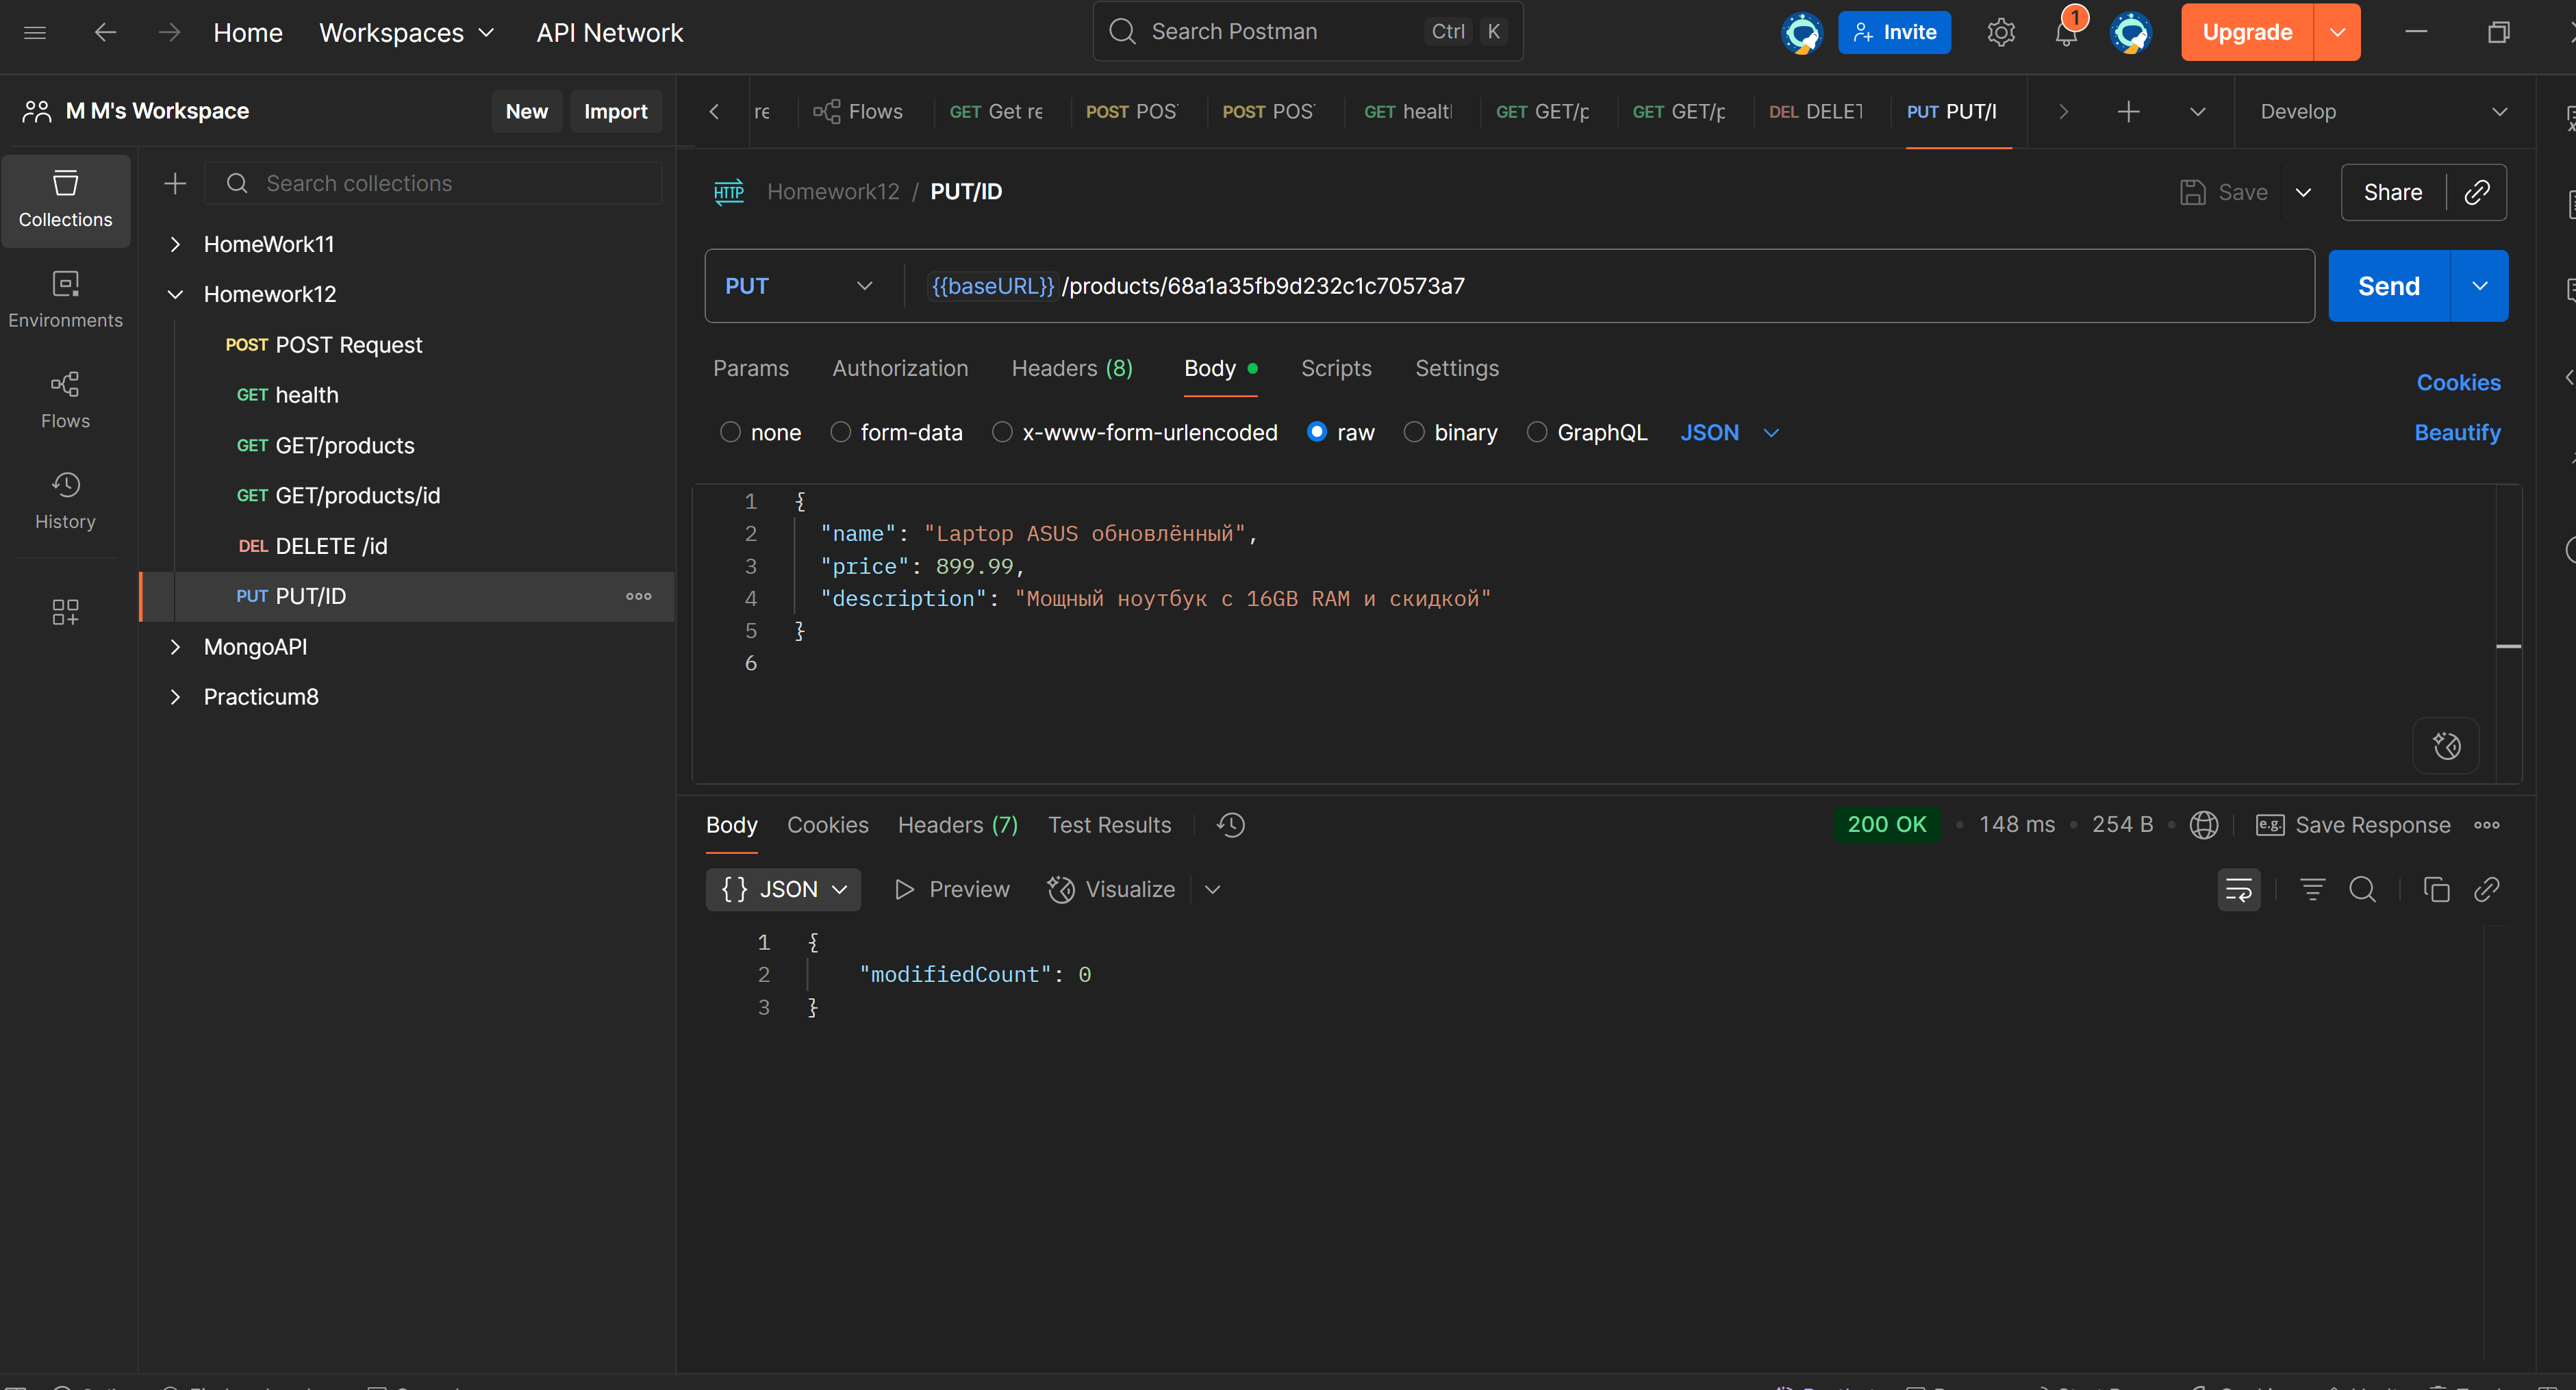 Home Workspaces API Network Search Postman Ctrl K Invite 1 Upgrade
M M's Workspace New Import
re Flows GET Get re POST POS POST POS GET healt GET GET/p GET GET/p DEL DELET PUT PUT/I Develop
Collections
Environments
Flows
History
Search collections
HomeWork11
Homework12
POST POST Request
GET health
GET GET/products
GET GET/products/id
DEL DELETE /id
PUT PUT/ID
MongoAPI
Practicum8
HTTP Homework12 / PUT/ID Save Share
PUT {{baseURL}} /products/68a1a35fb9d232c1c70573a7 Send
Params Authorization Headers (8) Body Scripts Settings Cookies
none form-data x-www-form-urlencoded raw binary GraphQL JSON Beautify
1 {
2 "name": "Laptop ASUS обновлённый",
3 "price": 899.99,
4 "description": "Мощный ноутбук с 16GB RAM и скидкой"
5 }
6
Body Cookies Headers (7) Test Results 200 OK • 148 ms • 254 B • e.g. Save Response
{} JSON Preview Visualize
1 {
2 "modifiedCount": 0
3 }